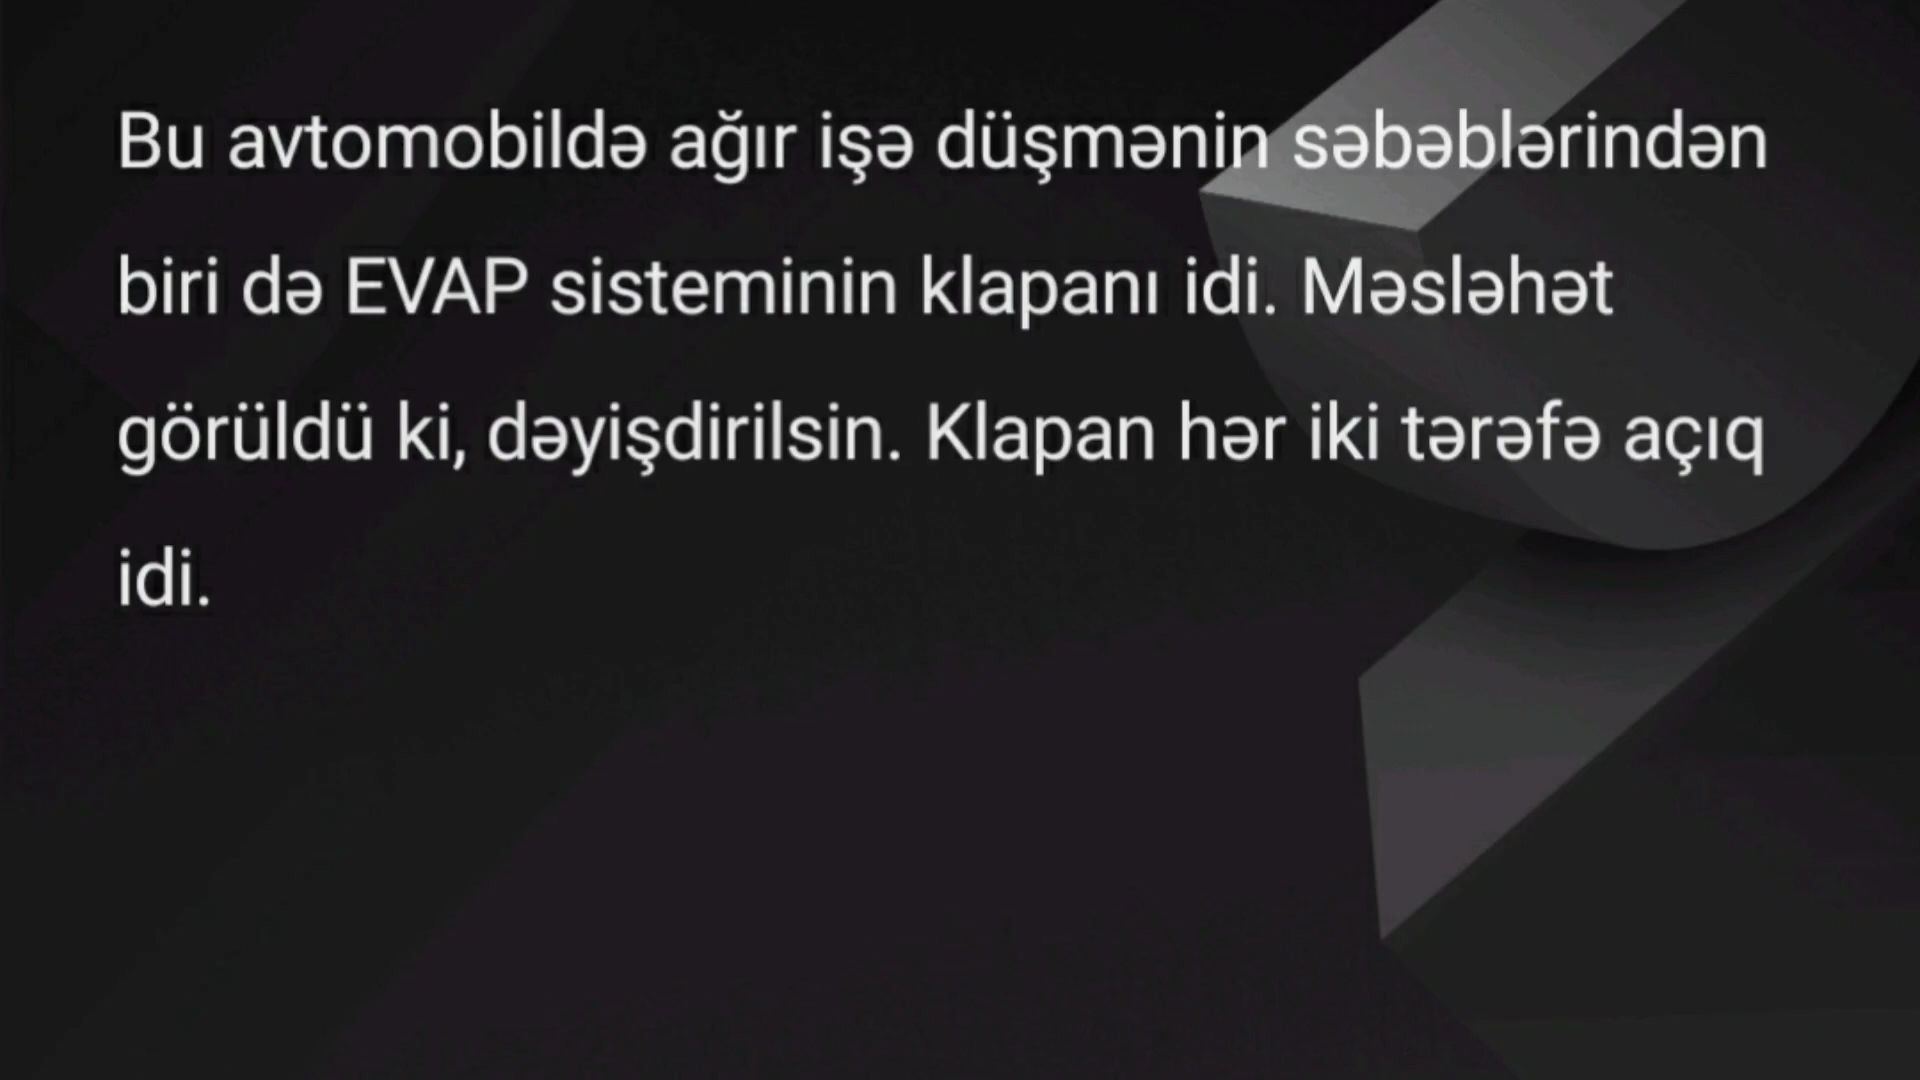 Bu avtomobildə ağır işə düşmənin səbəblərindən
biri də EVAP sisteminin klapanı idi. Məsləhət
görüldü ki, dəyişdirilsin. Klapan hər iki tərəfə açıq
idi.